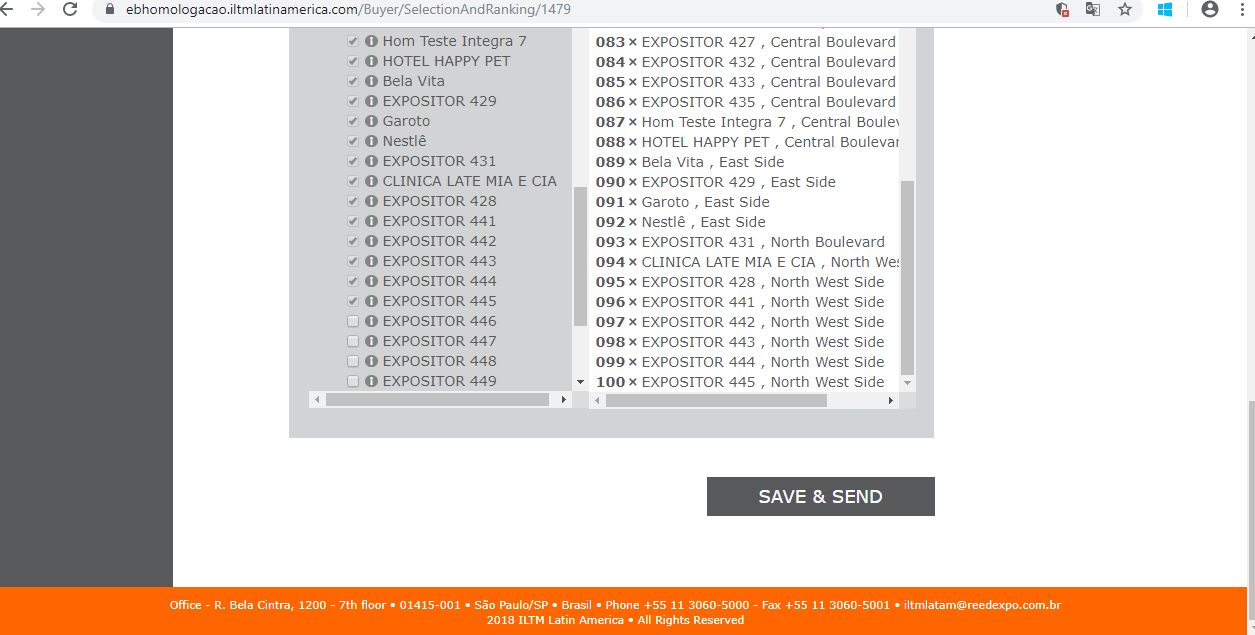 ebhomologacao.iltmlatinamerica.com/Buyer/SelectionAndRanking/1479
Hom Teste Integra 7
HOTEL HAPPY PET
Bela Vita
EXPOSITOR 429
Garoto
Nestlê
EXPOSITOR 431
CLINICA LATE MIA E CIA
EXPOSITOR 428
EXPOSITOR 441
EXPOSITOR 442
EXPOSITOR 443
EXPOSITOR 444
EXPOSITOR 445
EXPOSITOR 446
EXPOSITOR 447
EXPOSITOR 448
EXPOSITOR 449
083 × EXPOSITOR 427 , Central Boulevard
084 × EXPOSITOR 432 , Central Boulevard
085 × EXPOSITOR 433 , Central Boulevard
086 × EXPOSITOR 435 , Central Boulevard
087 × Hom Teste Integra 7 , Central Boulev
088 × HOTEL HAPPY PET , Central Boulevar
089 × Bela Vita , East Side
090 × EXPOSITOR 429 , East Side
091 × Garoto , East Side
092 × Nestlê , East Side
093 × EXPOSITOR 431 , North Boulevard
094 × CLINICA LATE MIA E CIA , North Wes
095 × EXPOSITOR 428 , North West Side
096 × EXPOSITOR 441 , North West Side
097 × EXPOSITOR 442 , North West Side
098 × EXPOSITOR 443 , North West Side
099 × EXPOSITOR 444 , North West Side
100 × EXPOSITOR 445 , North West Side
SAVE & SEND
Office - R. Bela Cintra, 1200 - 7th floor • 01415-001 • São Paulo/SP • Brasil • Phone +55 11 3060-5000 - Fax +55 11 3060-5001 • iltmlatam@reedexpo.com.br
2018 ILTM Latin America • All Rights Reserved